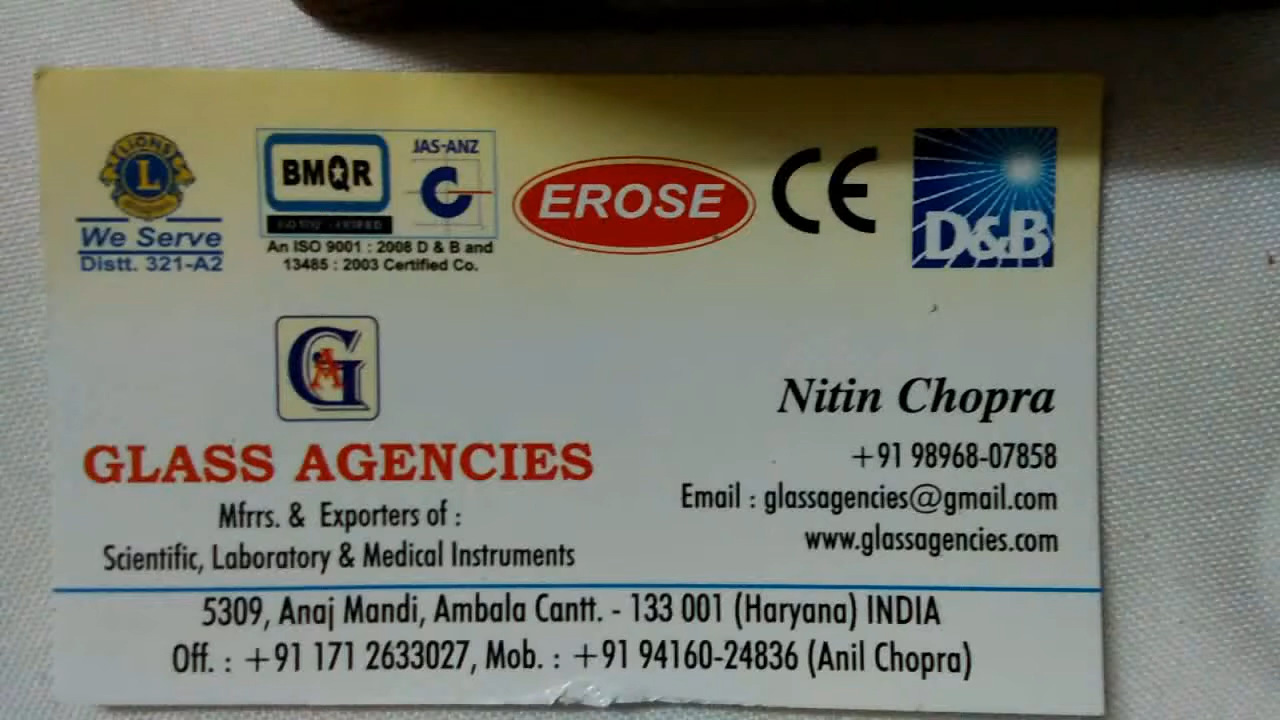 LIONS
L
We Serve
Distt. 321-A2
BMQR
JAS-ANZ
An ISO 9001 : 2008 D & B and
13485 : 2003 Certified Co.
EROSE
CE
D&B
GLASS AGENCIES
Mfrrs. & Exporters of :
Scientific, Laboratory & Medical Instruments
Nitin Chopra
+91 98968-07858
Email : glassagencies@gmail.com
www.glassagencies.com
5309, Anaj Mandi, Ambala Cantt. - 133 001 (Haryana) INDIA
Off. : +91 171 2633027, Mob. : +91 94160-24836 (Anil Chopra)